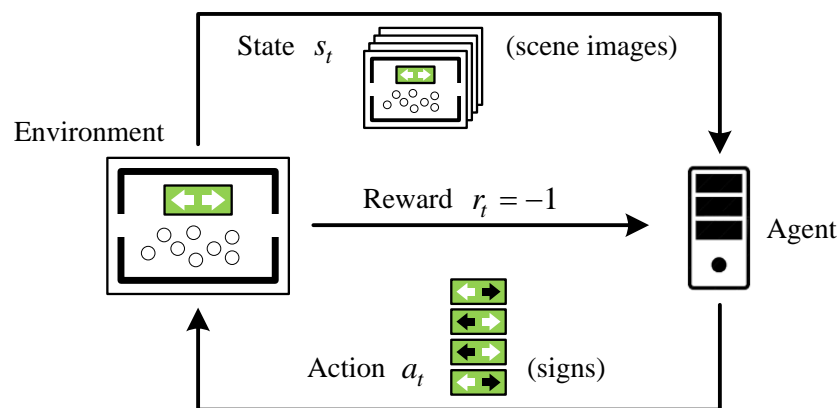 State s_t (scene images)
Environment
Reward r_t = −1
Agent
Action a_t (signs)